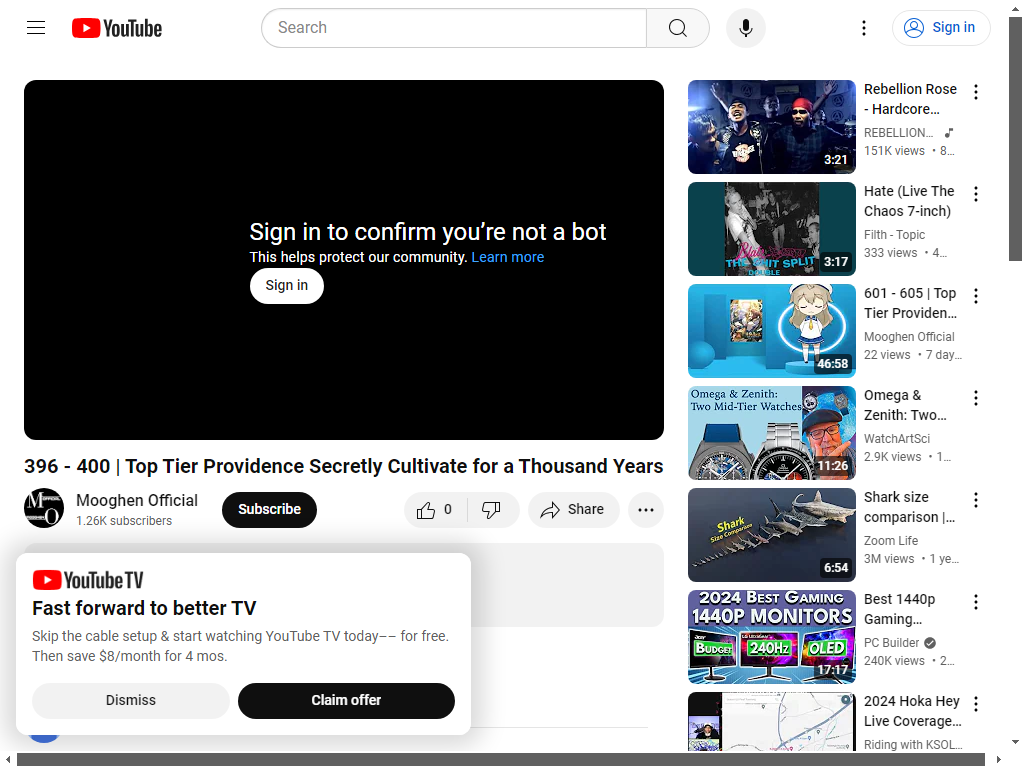 YouTube
Search
Sign in
Sign in to confirm you're not a bot
This helps protect our community. Learn more
Sign in
396 - 400 | Top Tier Providence Secretly Cultivate for a Thousand Years
Mooghen Official
1.26K subscribers
Subscribe
0
Share
YouTube TV
Fast forward to better TV
Skip the cable setup & start watching YouTube TV today–– for free.
Then save $8/month for 4 mos.
Dismiss
Claim offer
3:21
Rebellion Rose
- Hardcore…
REBELLION…
151K views • 8…
THE SHIT SPLIT
DOUBLE
3:17
Hate (Live The
Chaos 7-inch)
Filth - Topic
333 views • 4…
46:58
601 - 605 | Top
Tier Providen…
Mooghen Official
22 views • 7 day…
Omega & Zenith:
Two Mid-Tier Watches
11:26
Omega &
Zenith: Two…
WatchArtSci
2.9K views • 1…
Shark
Size Comparison
6:54
Shark size
comparison |…
Zoom Life
3M views • 1 ye…
2024 Best Gaming
1440p Monitors
Acer
Budget
LG UltraGear
240Hz
OLED
17:17
Best 1440p
Gaming…
PC Builder
240K views • 2…
2024 Hoka Hey
Live Coverage…
Riding with KSOL…